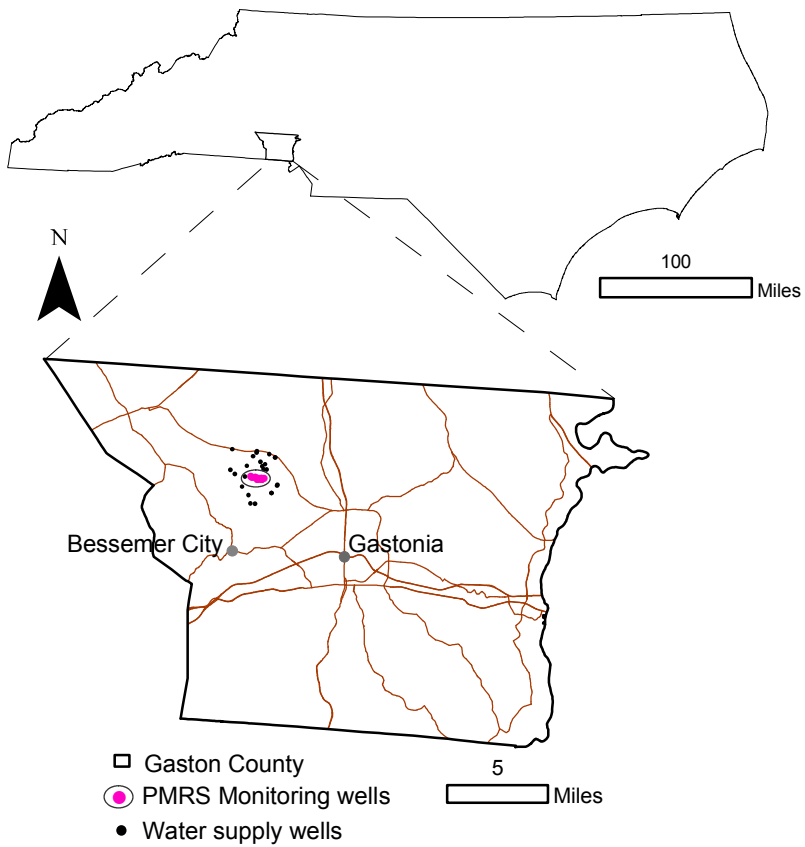 N
100
Miles
Bessemer City
Gastonia
Gaston County
5
Miles
PMRS Monitoring wells
Water supply wells